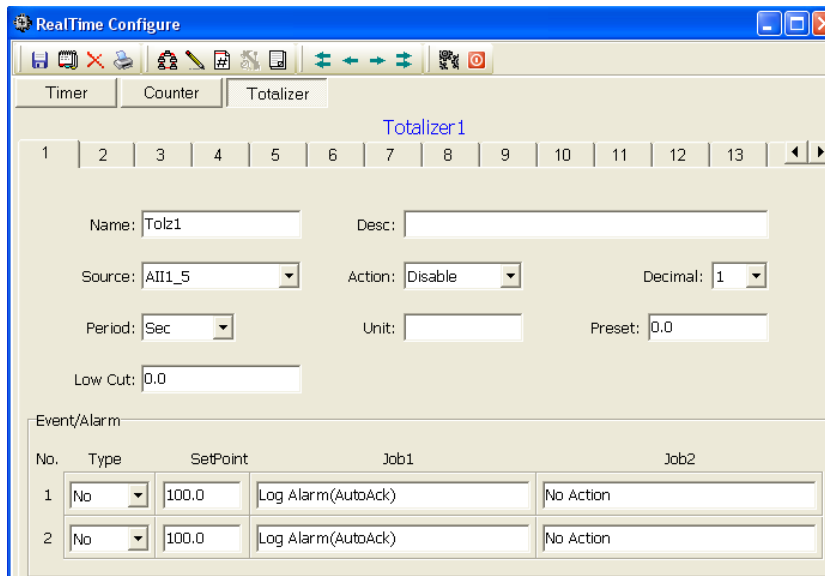 RealTime Configure
Timer Counter Totalizer
Totalizer1
1 2 3 4 5 6 7 8 9 10 11 12 13
Name: Tolz1 Desc:
Source: AII1_5 Action: Disable Decimal: 1
Period: Sec Unit: Preset: 0.0
Low Cut: 0.0
Event/Alarm
No. Type SetPoint Job1 Job2
1 No 100.0 Log Alarm(AutoAck) No Action
2 No 100.0 Log Alarm(AutoAck) No Action